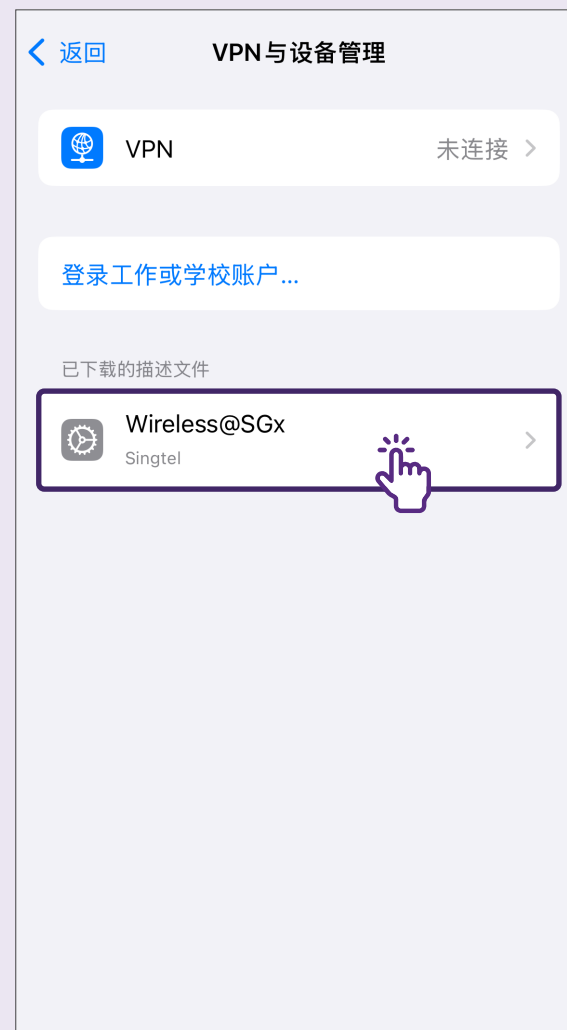 返回
VPN与设备管理
VPN
未连接
登录工作或学校账户...
已下载的描述文件
Wireless@SGx
Singtel